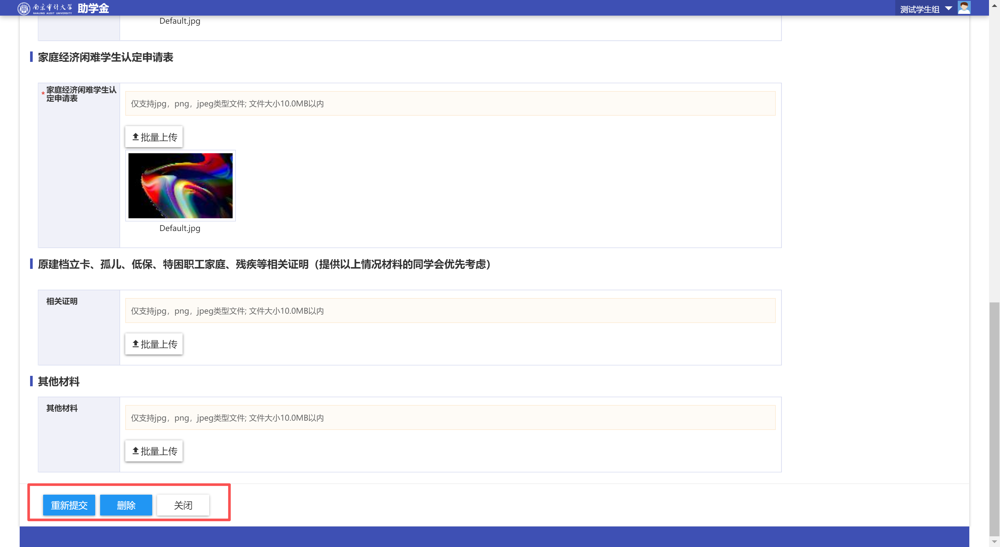 南京审计大学
NANJING AUDIT UNIVERSITY
助学金
测试学生组
Default.jpg
家庭经济闲难学生认定申请表
* 家庭经济闲难学生认
定申请表
仅支持jpg，png，jpeg类型文件; 文件大小10.0MB以内
批量上传
Default.jpg
原建档立卡、孤儿、低保、特困职工家庭、残疾等相关证明（提供以上情况材料的同学会优先考虑）
相关证明
仅支持jpg，png，jpeg类型文件; 文件大小10.0MB以内
批量上传
其他材料
其他材料
仅支持jpg，png，jpeg类型文件; 文件大小10.0MB以内
批量上传
重新提交 删除 关闭